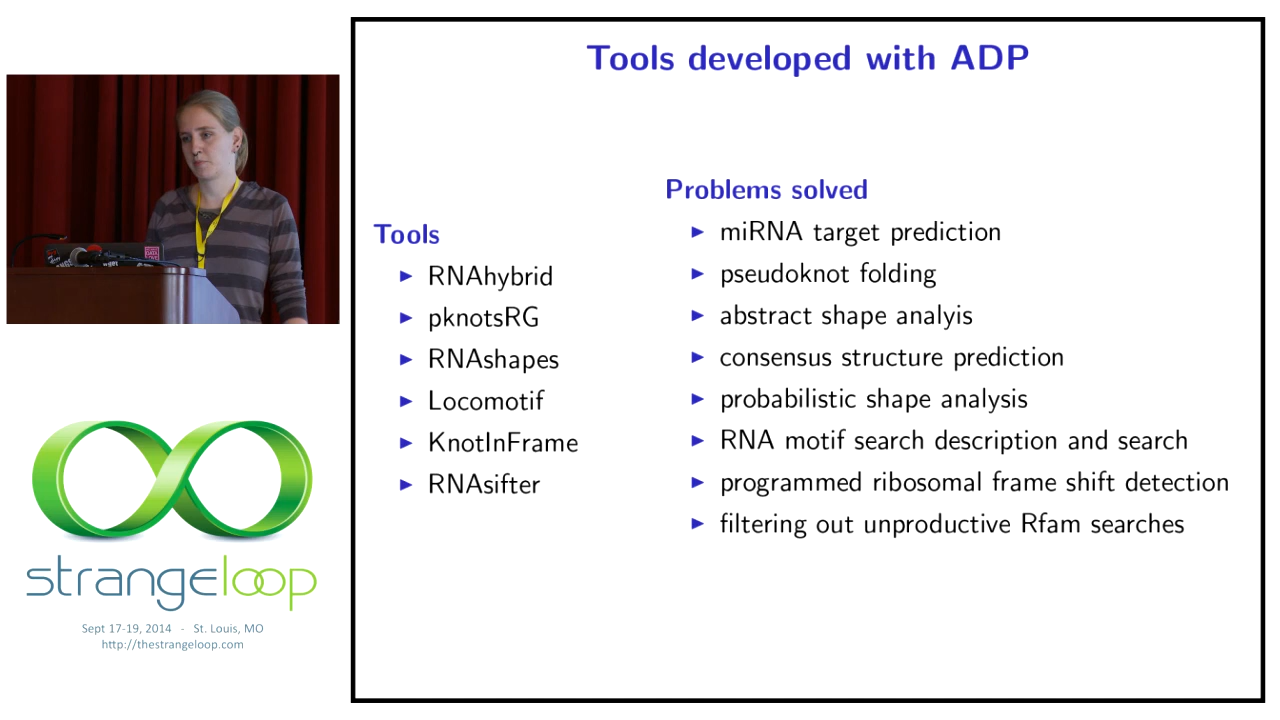 Tools developed with ADP
Tools
RNAhybrid
pknotsRG
RNAshapes
Locomotif
KnotInFrame
RNAsifter
Problems solved
miRNA target prediction
pseudoknot folding
abstract shape analyis
consensus structure prediction
probabilistic shape analysis
RNA motif search description and search
programmed ribosomal frame shift detection
filtering out unproductive Rfam searches
strangeloop
Sept 17-19, 2014 - St. Louis, MO
http://thestrangeloop.com